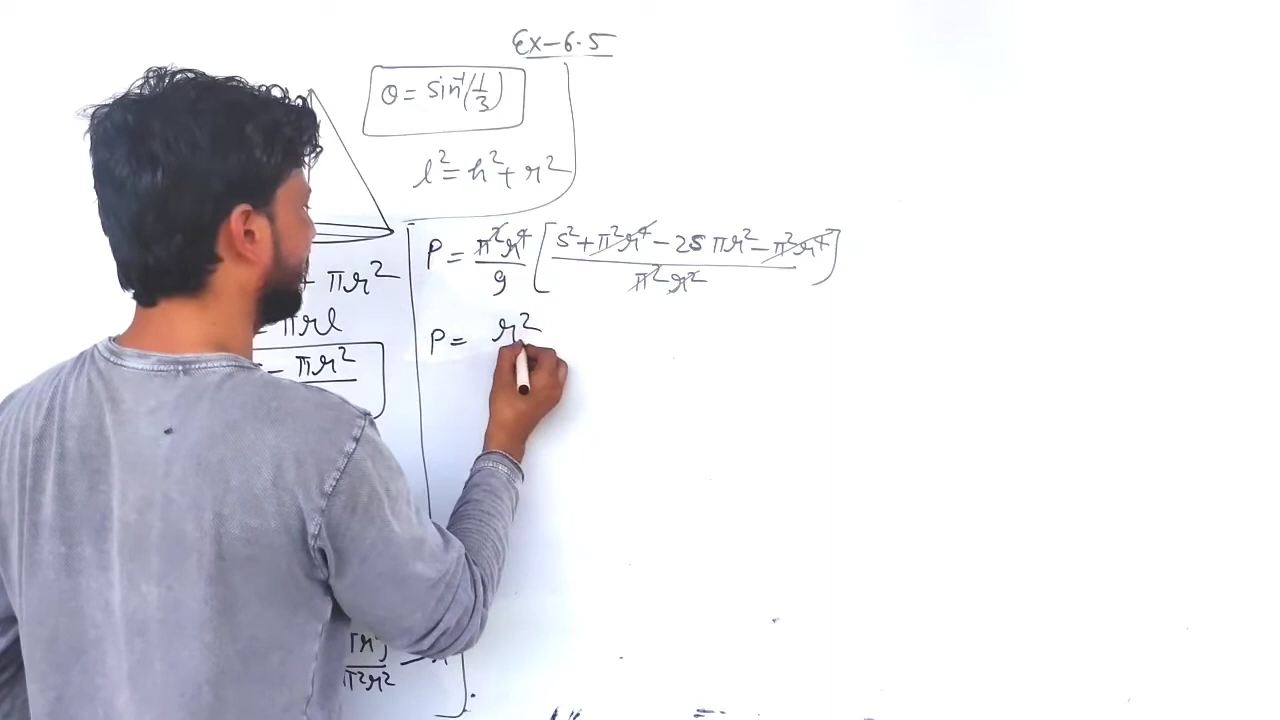 Ex-6.5
θ = sin⁻¹(1/3)
l² = h² + r²
+ πr²
= πrl
- πr²
P = π²r⁴/9 [ (s² + π²r⁴ - 2s πr² - π²r⁴) / π²r² ]
P = r²
π²r²